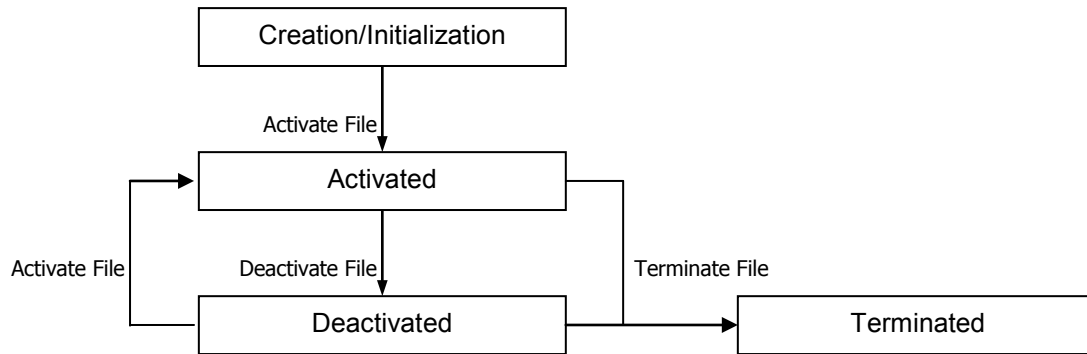 Creation/Initialization
Activate File
Activated
Activate File
Deactivate File
Terminate File
Deactivated
Terminated